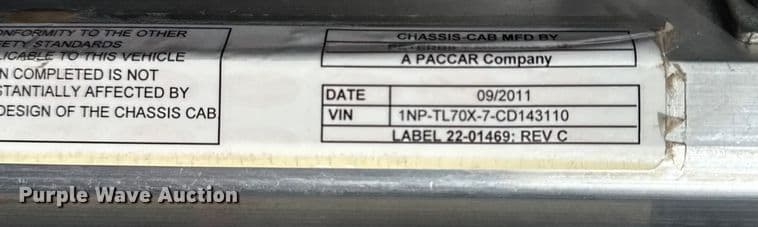 ONFORMITY TO THE OTHER
ETY STANDARDS
ICABLE TO THIS VEHICLE
N COMPLETED IS NOT
STANTIALLY AFFECTED BY
DESIGN OF THE CHASSIS CAB
CHASSIS-CAB MFD BY
A PACCAR Company
DATE 09/2011
VIN 1NP-TL70X-7-CD143110
LABEL 22-01469; REV C
Purple Wave Auction